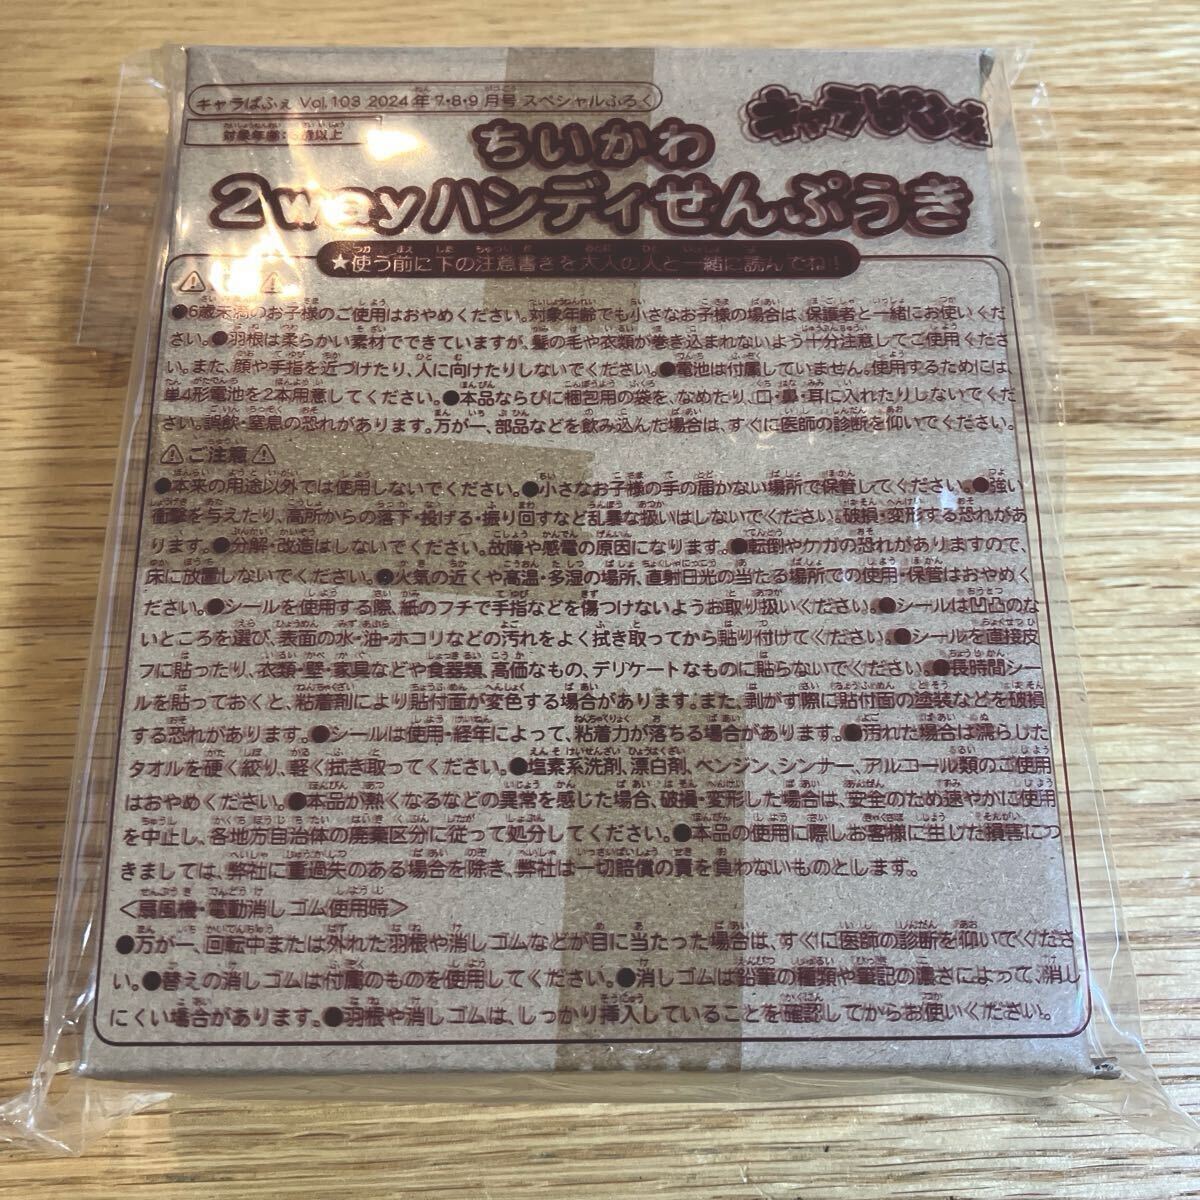 キャラぱふぇ Vol.103 2024年7・8・9月号 スペシャルふろく
キャラぱふぇ
対象年齢:6歳以上
ちいかわ
2wayハンディせんぷうき
★使う前に下の注意書きを大人の人と一緒に読んでね!!
●6歳未満のお子様のご使用はおやめください。対象年齢でも小さなお子様の場合は、保護者と一緒にお使いくだ
さい。●羽根は柔らかい素材でできていますが、髪の毛や衣類が巻き込まれないよう十分注意してご使用くださ
い。また、顔や手指を近づけたり、人に向けたりしないでください。●電池は付属していません。使用するためには、
単4形電池を2本用意してください。●本品ならびに梱包用の袋を、なめたり、口・鼻・耳に入れたりしないでくだ
さい。誤飲・窒息の恐れがあります。万が一、部品などを飲み込んだ場合は、すぐに医師の診断を仰いでください。
ご注意
●本来の用途以外では使用しないでください。●小さなお子様の手の届かない場所で保管してください。●強い
衝撃を与えたり、高所からの落下・投げる・振り回すなど乱暴な扱いはしないでください。破損・変形する恐れがあ
ります。●分解・改造はしないでください。故障や感電の原因になります。●転倒やケガの恐れがありますので、
床に放置しないでください。●火気の近くや高温・多湿の場所、直射日光の当たる場所での使用・保管はおやめく
ださい。●シールを使用する際、紙のフチで手指などを傷つけないようお取り扱いください。●シールは凹凸のな
いところを選び、表面の水・油・ホコリなどの汚れをよく拭き取ってから貼り付けてください。●シールを直接皮
フに貼ったり、衣類・壁・家具などや食器類、高価なもの、デリケートなものに貼らないでください。●長時間シー
ルを貼っておくと、粘着剤により貼付面が変色する場合があります。また、剥がす際に貼付面の塗装などを破損
する恐れがあります。●シールは使用・経年によって、粘着力が落ちる場合があります。●汚れた場合は濡らした
タオルを硬く絞り、軽く拭き取ってください。●塩素系洗剤、漂白剤、ベンジン、シンナー、アルコール類のご使用
はおやめください。●本品が熱くなるなどの異常を感じた場合、破損・変形した場合は、安全のため速やかに使用
を中止し、各地方自治体の廃棄区分に従って処分してください。●本品の使用に際しお客様に生じた損害につ
きましては、弊社に重過失のある場合を除き、弊社は一切賠償の責を負わないものとします。
<扇風機・電動消しゴム使用時>
●万が一、回転中または外れた羽根や消しゴムなどが目に当たった場合は、すぐに医師の診断を仰いでくださ
い。●替えの消しゴムは付属のものを使用してください。●消しゴムは鉛筆の種類や筆記の濃さによって、消し
にくい場合があります。●羽根や消しゴムは、しっかり挿入していることを確認してからお使いください。